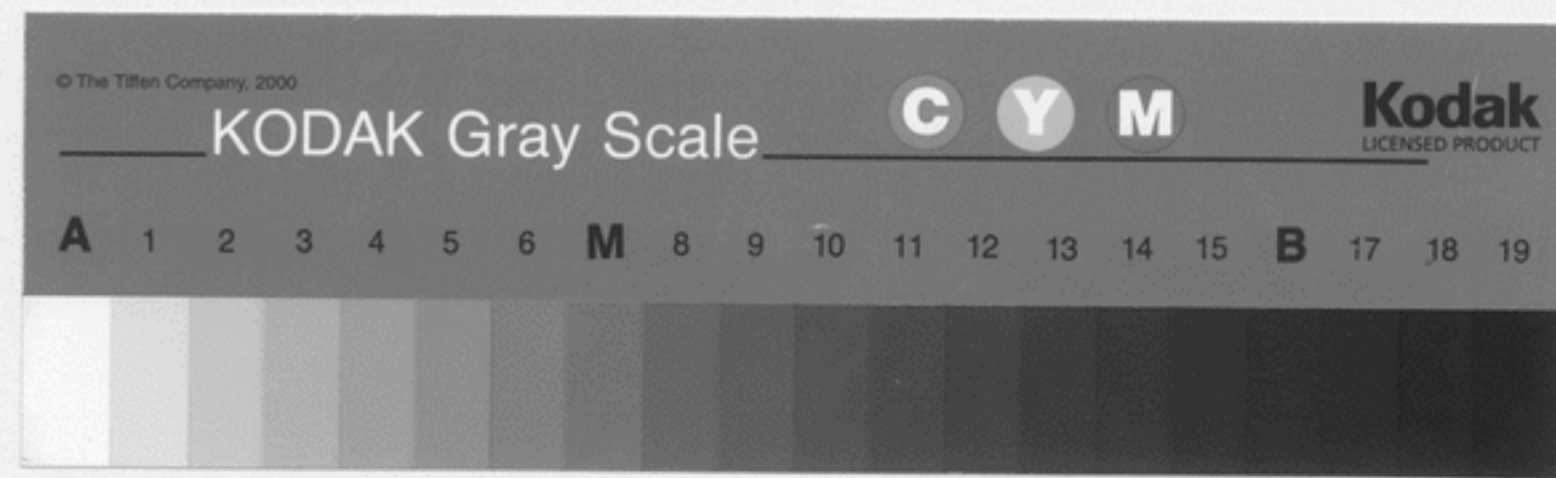 © The Tiffen Company, 2000
KODAK Gray Scale
C Y M
Kodak
LICENSED PRODUCT
A 1 2 3 4 5 6 M 8 9 10 11 12 13 14 15 B 17 18 19